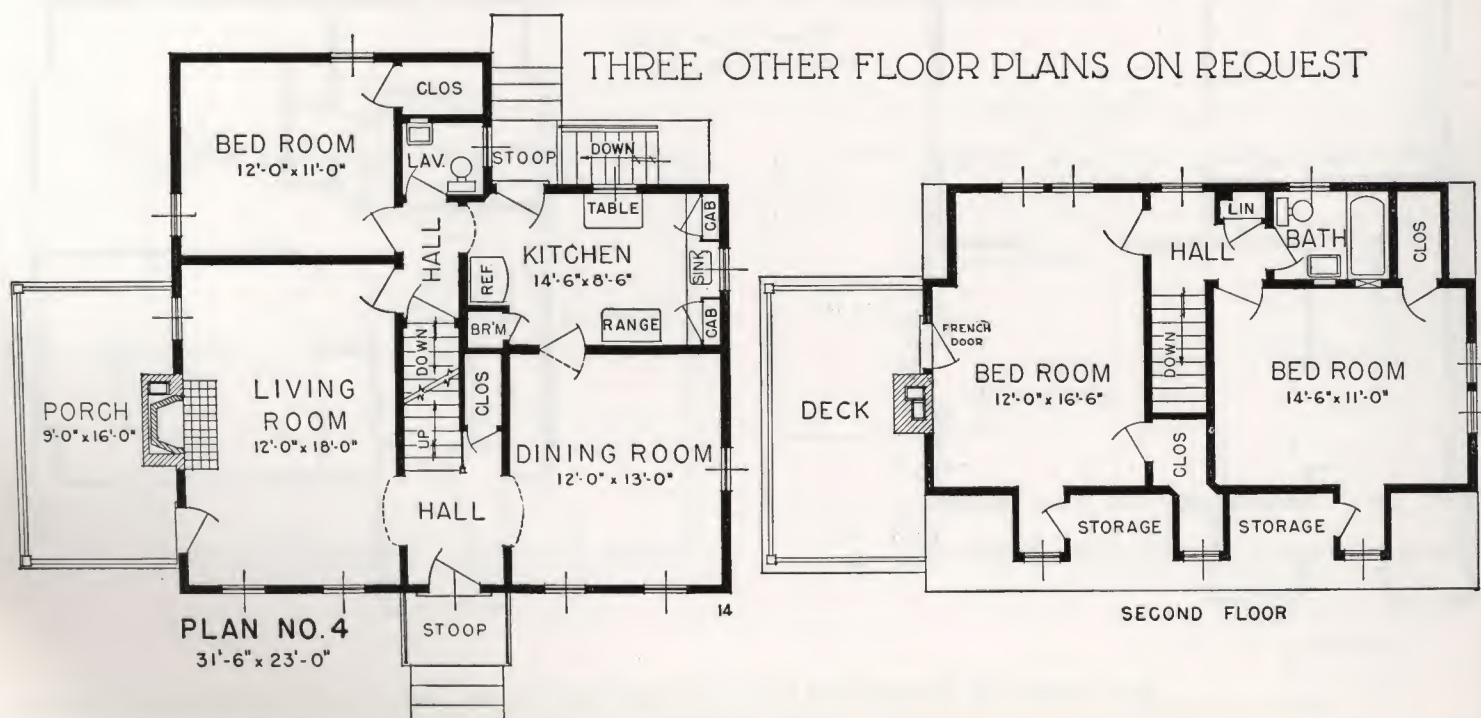 THREE OTHER FLOOR PLANS ON REQUEST
CLOS
BED ROOM
12'-0" x 11'-0"
LAV.
STOOP
DOWN
TABLE
CAB
HALL
KITCHEN
14'-6" x 8'-6"
SINK
REF.
BR'M
RANGE
CAB
PORCH
9'-0" x 16'-0"
LIVING
ROOM
12'-0" x 18'-0"
DOWN
UP
CLOS
DINING ROOM
12'-0" x 13'-0"
HALL
STOOP
14
PLAN NO. 4
31'-6" x 23'-0"
LIN
HALL
BATH
CLOS
FRENCH
DOOR
DECK
BED ROOM
12'-0" x 16'-6"
DOWN
BED ROOM
14'-6" x 11'-0"
CLOS
STORAGE
STORAGE
SECOND FLOOR